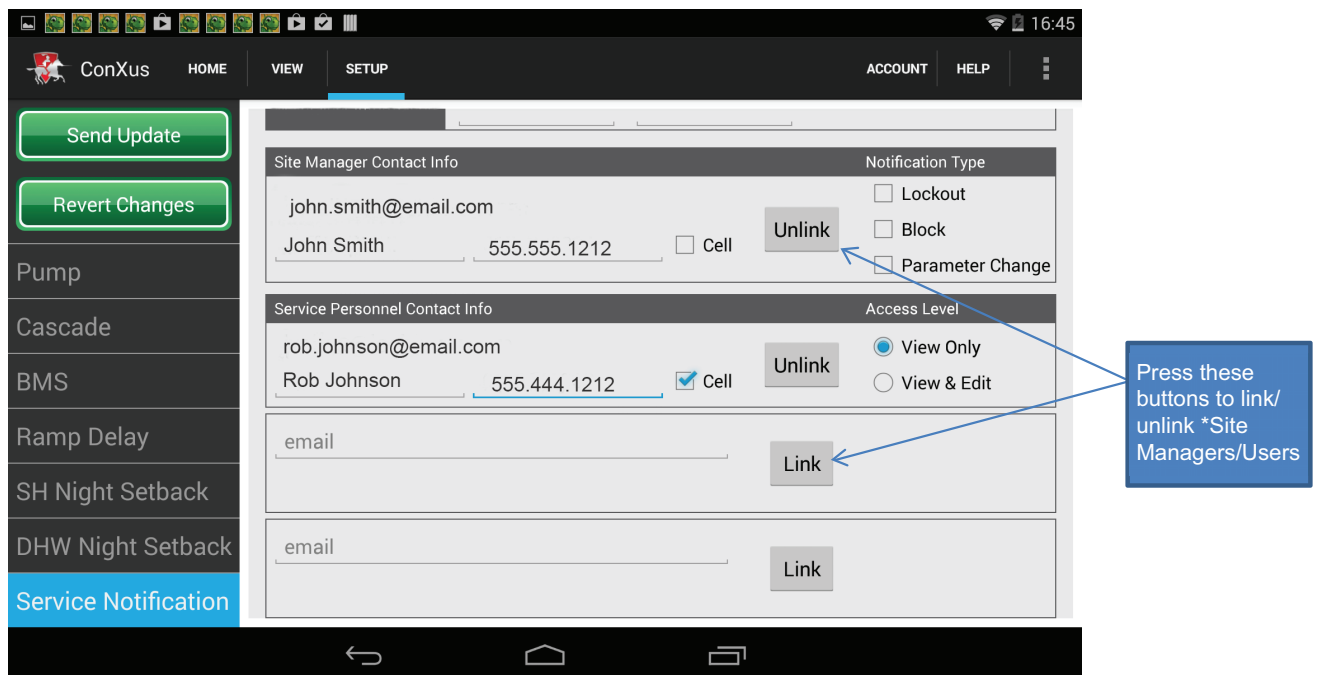 16:45
ConXus HOME VIEW SETUP ACCOUNT HELP
Send Update
Revert Changes
Pump
Cascade
BMS
Ramp Delay
SH Night Setback
DHW Night Setback
Service Notification
Site Manager Contact Info Notification Type
john.smith@email.com
John Smith 555.555.1212 Cell Unlink
Lockout
Block
Parameter Change
Service Personnel Contact Info Access Level
rob.johnson@email.com
Rob Johnson 555.444.1212 Cell Unlink
View Only
View & Edit
email
Link
email
Link
Press these
buttons to link/
unlink *Site
Managers/Users